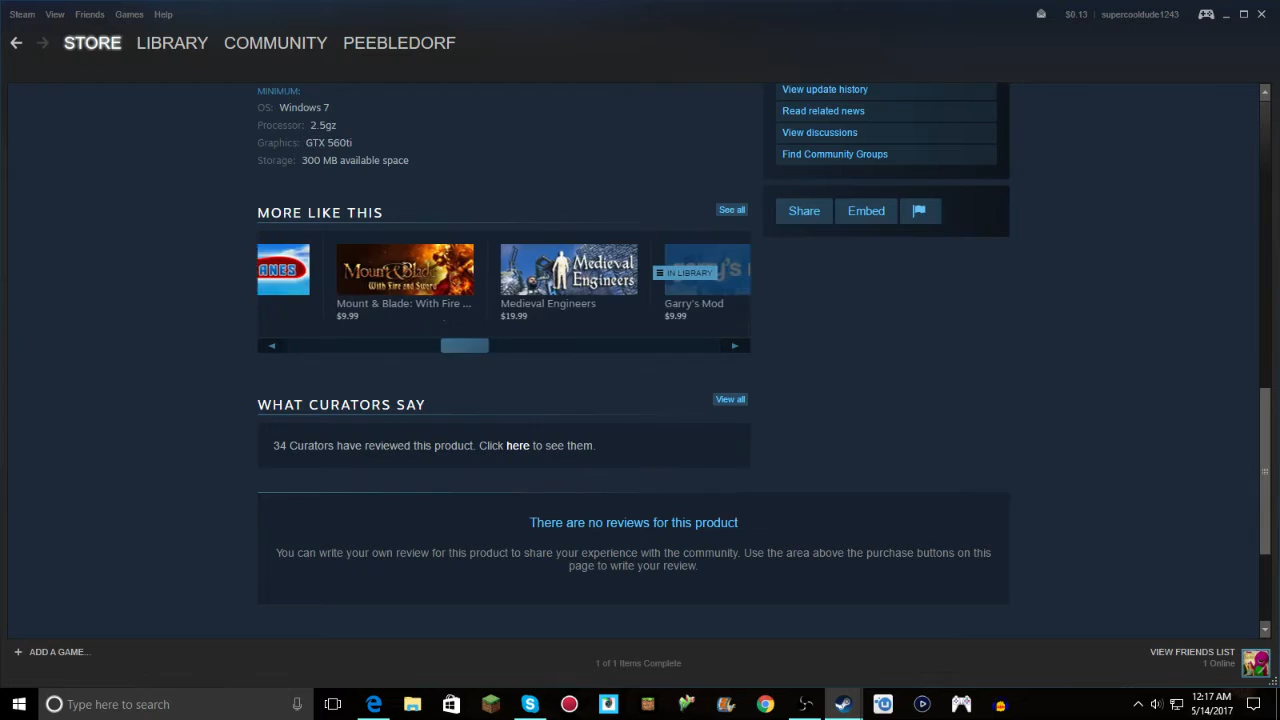 Steam View Friends Games Help
$0.13 supercooldude1243
STORE LIBRARY COMMUNITY PEEBLEDORF
MINIMUM:
OS: Windows 7
Processor: 2.5gz
Graphics: GTX 560ti
Storage: 300 MB available space
View update history
Read related news
View discussions
Find Community Groups
Share Embed
MORE LIKE THIS See all
ANES
Mount & Blade
With Fire and Sword
Medieval
Engineers
IN LIBRARY
Mount & Blade: With Fire ... Medieval Engineers Garry's Mod
$9.99 $19.99 $9.99
WHAT CURATORS SAY View all
34 Curators have reviewed this product. Click here to see them.
There are no reviews for this product
You can write your own review for this product to share your experience with the community. Use the area above the purchase buttons on this
page to write your review.
+ ADD A GAME...
1 of 1 Items Complete
VIEW FRIENDS LIST
1 Online
Type here to search
12:17 AM
5/14/2017